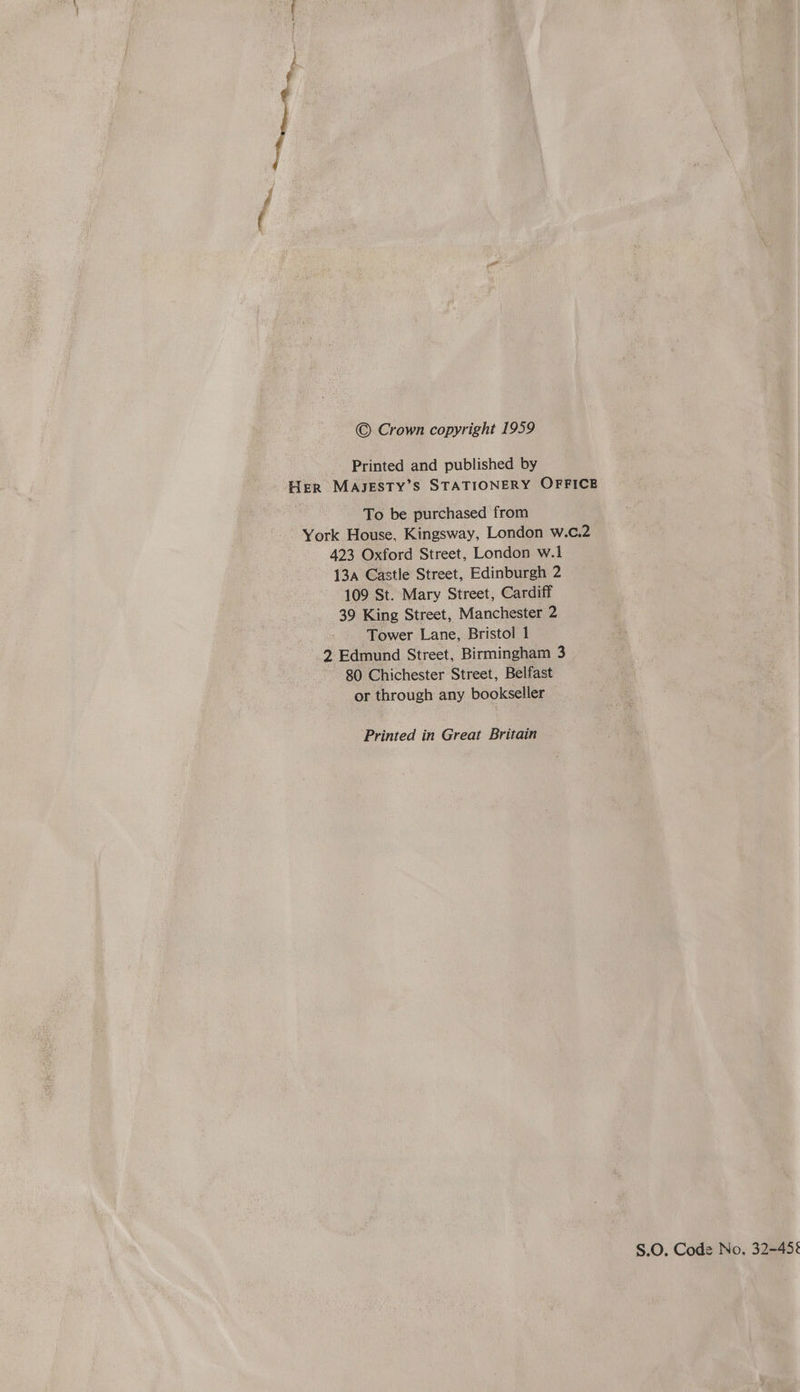 © Crown copyright 1959
Printed and published by
HER MAJESTY'S STATIONERY OFFICE
To be purchased from
York House, Kingsway, London W.C.2
423 Oxford Street, London W.1
13A Castle Street, Edinburgh 2
109 St. Mary Street, Cardiff
39 King Street, Manchester 2
Tower Lane, Bristol 1
2 Edmund Street, Birmingham 3
80 Chichester Street, Belfast
or through any bookseller
Printed in Great Britain
S.O. Code No. 32-45